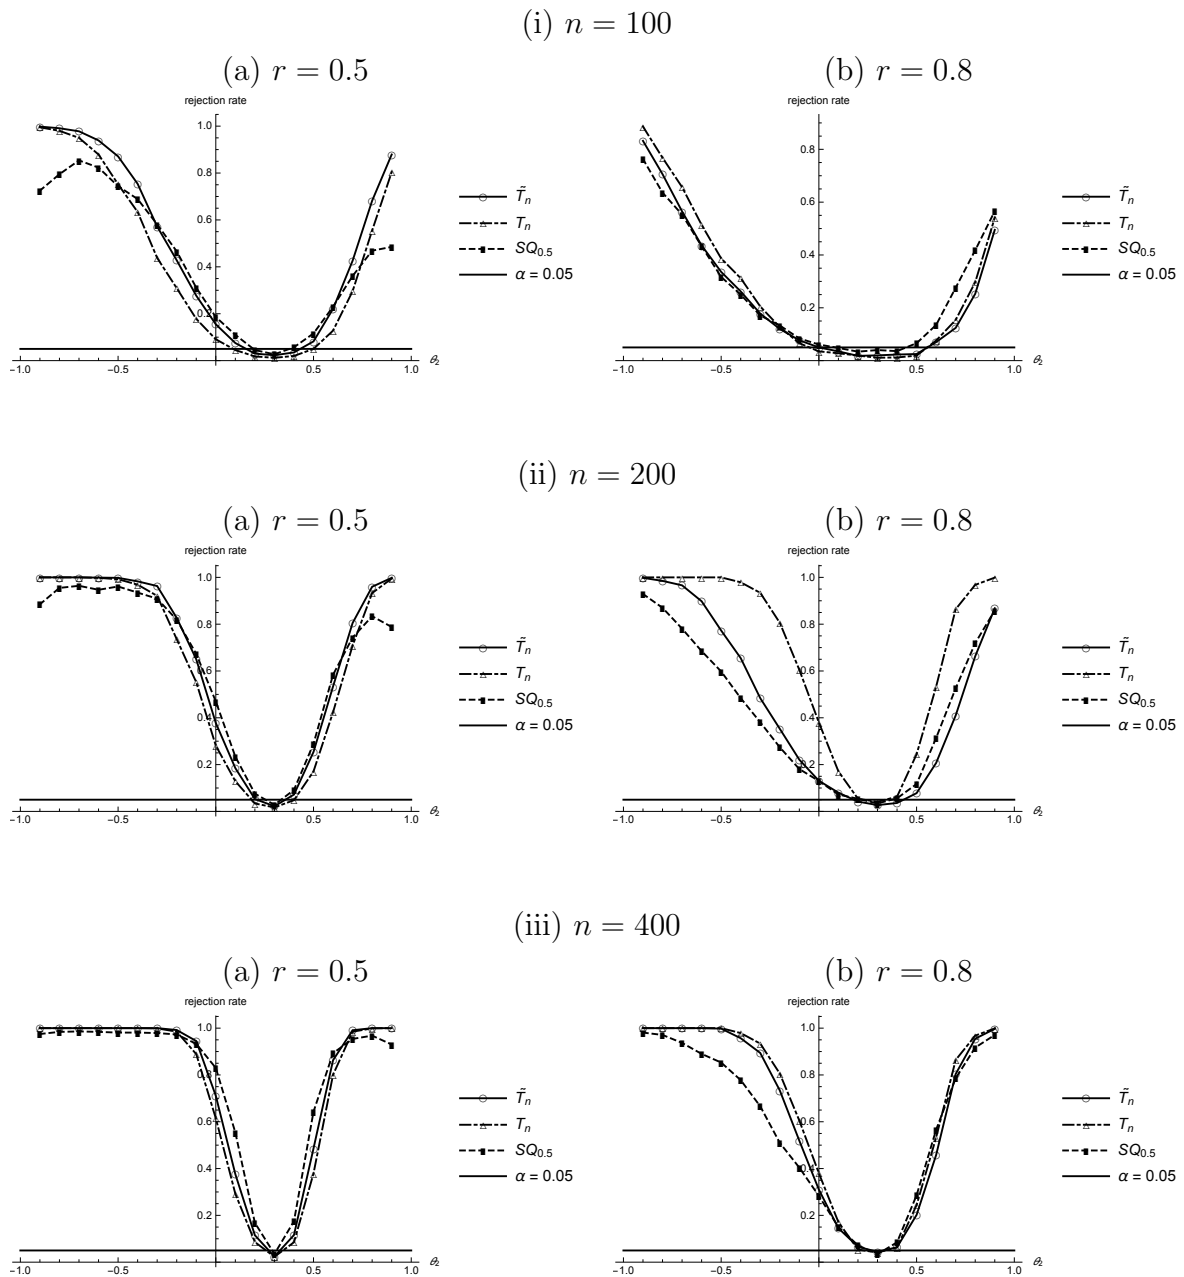 (i) n = 100
(a) r = 0.5
(b) r = 0.8
rejection rate
1.0
0.8
0.6
0.4
0.2
−1.0 −0.5 0.5 1.0 θ₂
T̃ₙ
Tₙ
SQ₀.₅
α = 0.05
rejection rate
0.8
0.6
0.4
0.2
−1.0 −0.5 0.5 1.0 θ₂
T̃ₙ
Tₙ
SQ₀.₅
α = 0.05
(ii) n = 200
(a) r = 0.5
(b) r = 0.8
rejection rate
1.0
0.8
0.6
0.4
0.2
−1.0 −0.5 0.5 1.0 θ₂
T̃ₙ
Tₙ
SQ₀.₅
α = 0.05
rejection rate
1.0
0.8
0.6
0.4
0.2
−1.0 −0.5 0.5 1.0 θ₂
T̃ₙ
Tₙ
SQ₀.₅
α = 0.05
(iii) n = 400
(a) r = 0.5
(b) r = 0.8
rejection rate
1.0
0.8
0.6
0.4
0.2
−1.0 −0.5 0.5 1.0 θ₂
T̃ₙ
Tₙ
SQ₀.₅
α = 0.05
rejection rate
1.0
0.8
0.6
0.4
0.2
−1.0 −0.5 0.5 1.0 θ₂
T̃ₙ
Tₙ
SQ₀.₅
α = 0.05